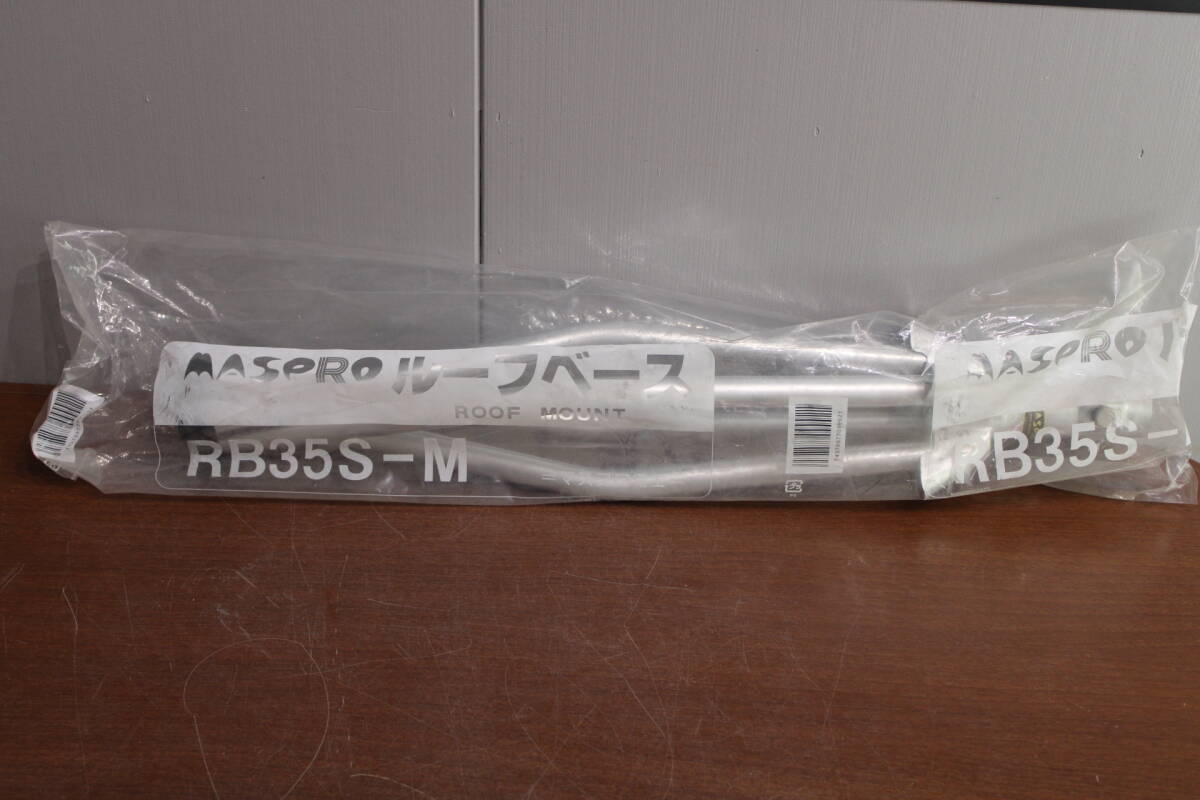 MASPRO ルーフベース
ROOF MOUNT
RB35S-M
MASPRO
RB35S-